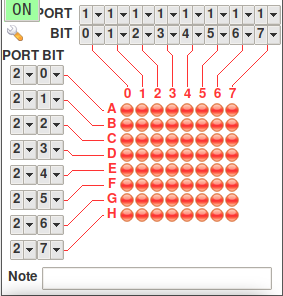 ON PORT 1 1 1 1 1 1 1 1
BIT 0 1 2 3 4 5 6 7
PORT BIT
0 1 2 3 4 5 6 7
2 0 A
2 1 B
2 2 C
2 3 D
2 4 E
2 5 F
2 6 G
2 7 H
Note